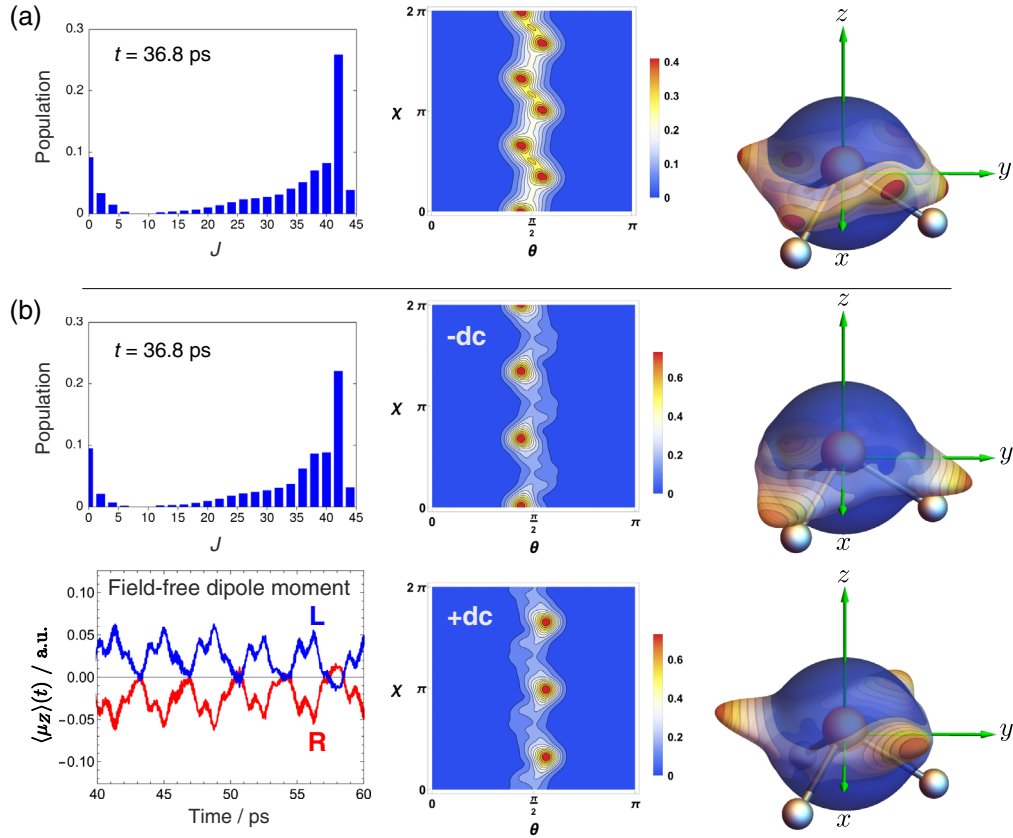 (a)
t = 36.8 ps
Population
0.3
0.2
0.1
0
0 5 10 15 20 25 30 35 40 45
J
2 π
χ π
0
0 π/2 π
θ
0.4
0.3
0.2
0.1
0
z
y
x
(b)
t = 36.8 ps
Population
0.3
0.2
0.1
0
0 5 10 15 20 25 30 35 40 45
J
-dc
2 π
χ π
0
0 π/2 π
θ
0.6
0.4
0.2
0
z
y
x
Field-free dipole moment
L
R
⟨μZ⟩(t) / a.u.
0.10
0.05
0.00
−0.05
−0.10
40 45 50 55 60
Time / ps
+dc
2 π
χ π
0
0 π/2 π
θ
0.6
0.4
0.2
0
z
y
x